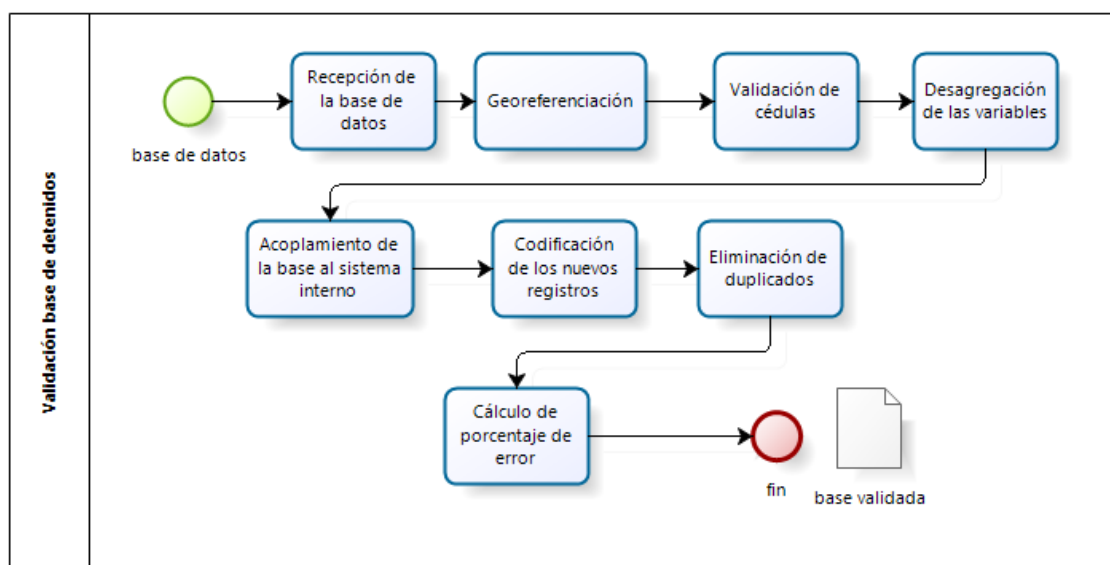 Validación base de detenidos
base de datos
Recepción de
la base de
datos
Georeferenciación
Validación de
cédulas
Desagregación
de las variables
Acoplamiento de
la base al sistema
interno
Codificación
de los nuevos
registros
Eliminación de
duplicados
Cálculo de
porcentaje de
error
fin
base validada